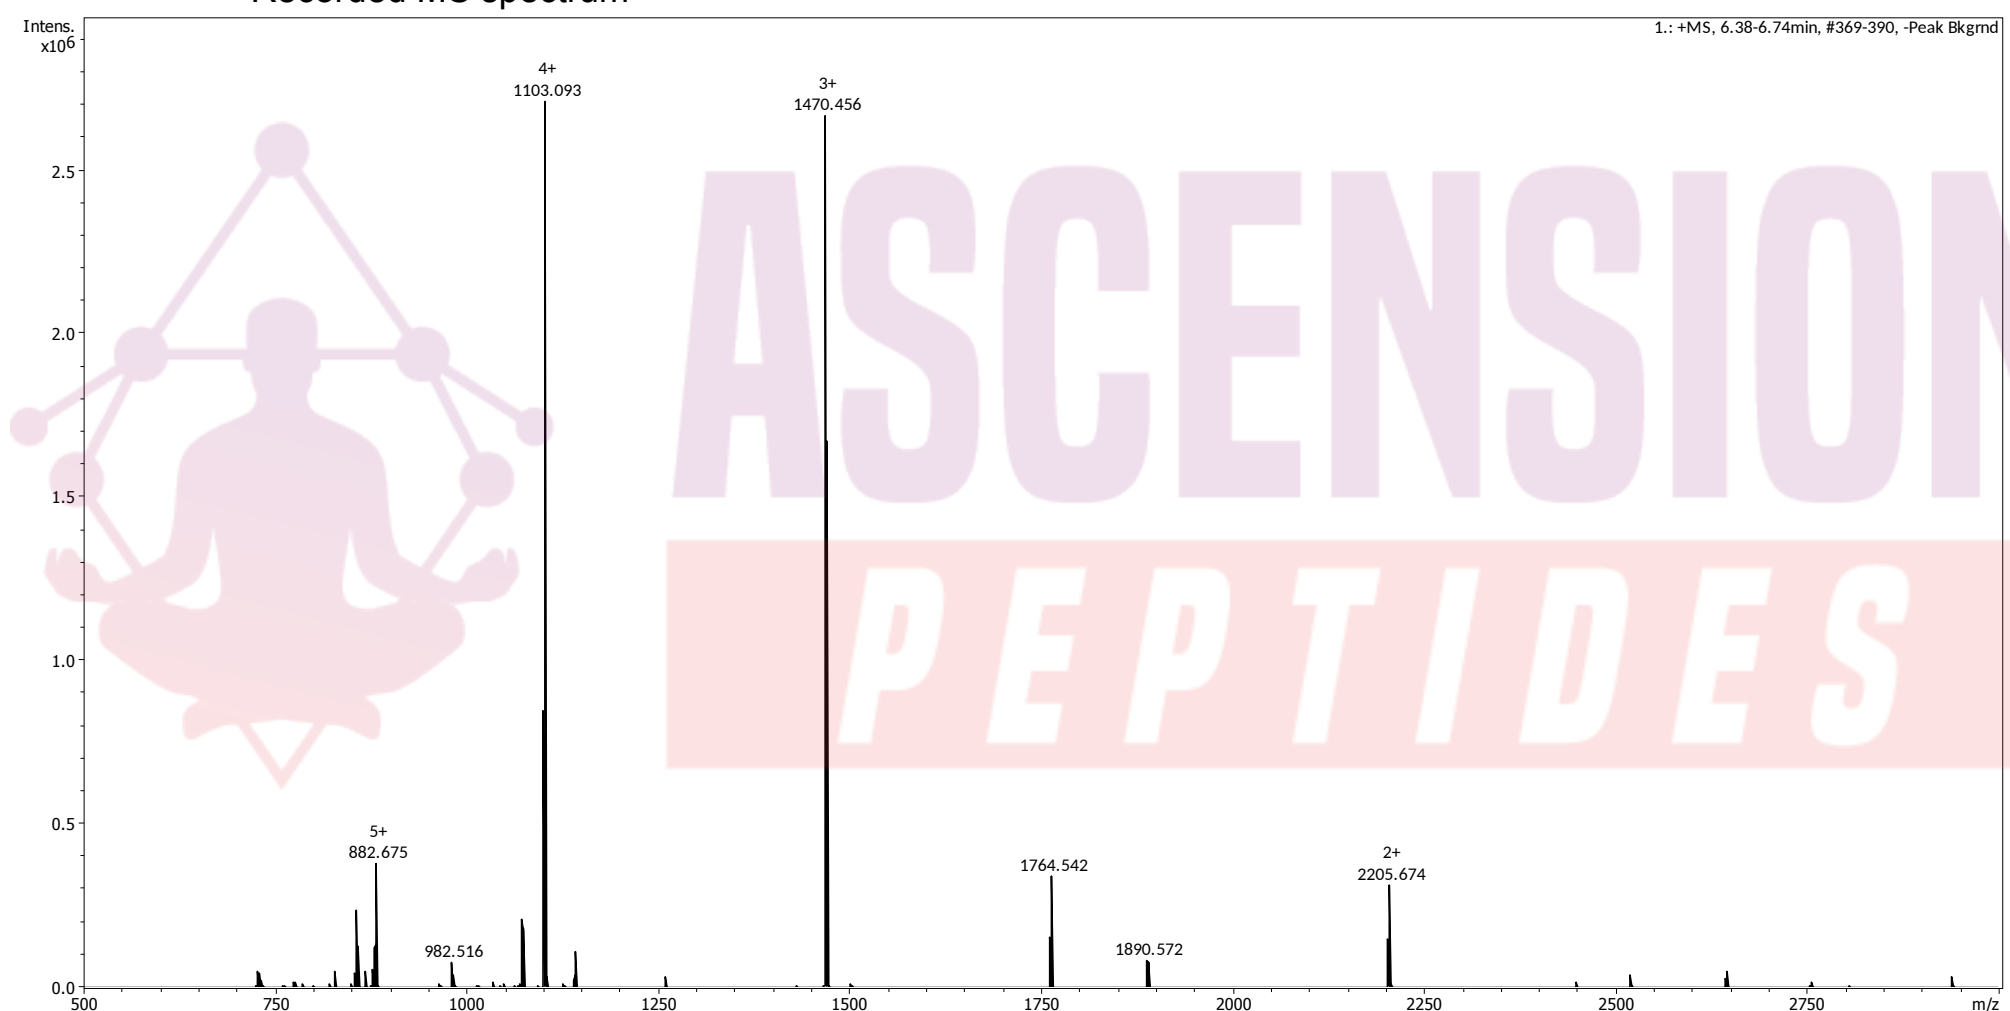 Recorded MS spectrum
Intens.
x10⁶
1.: +MS, 6.38-6.74min, #369-390, -Peak Bkgrnd
4+
1103.093
3+
1470.456
2.5
2.0
1.5
1.0
0.5
0.0
5+
882.675
982.516
1764.542
1890.572
2+
2205.674
ASCENSION
PEPTIDES
500 750 1000 1250 1500 1750 2000 2250 2500 2750 m/z